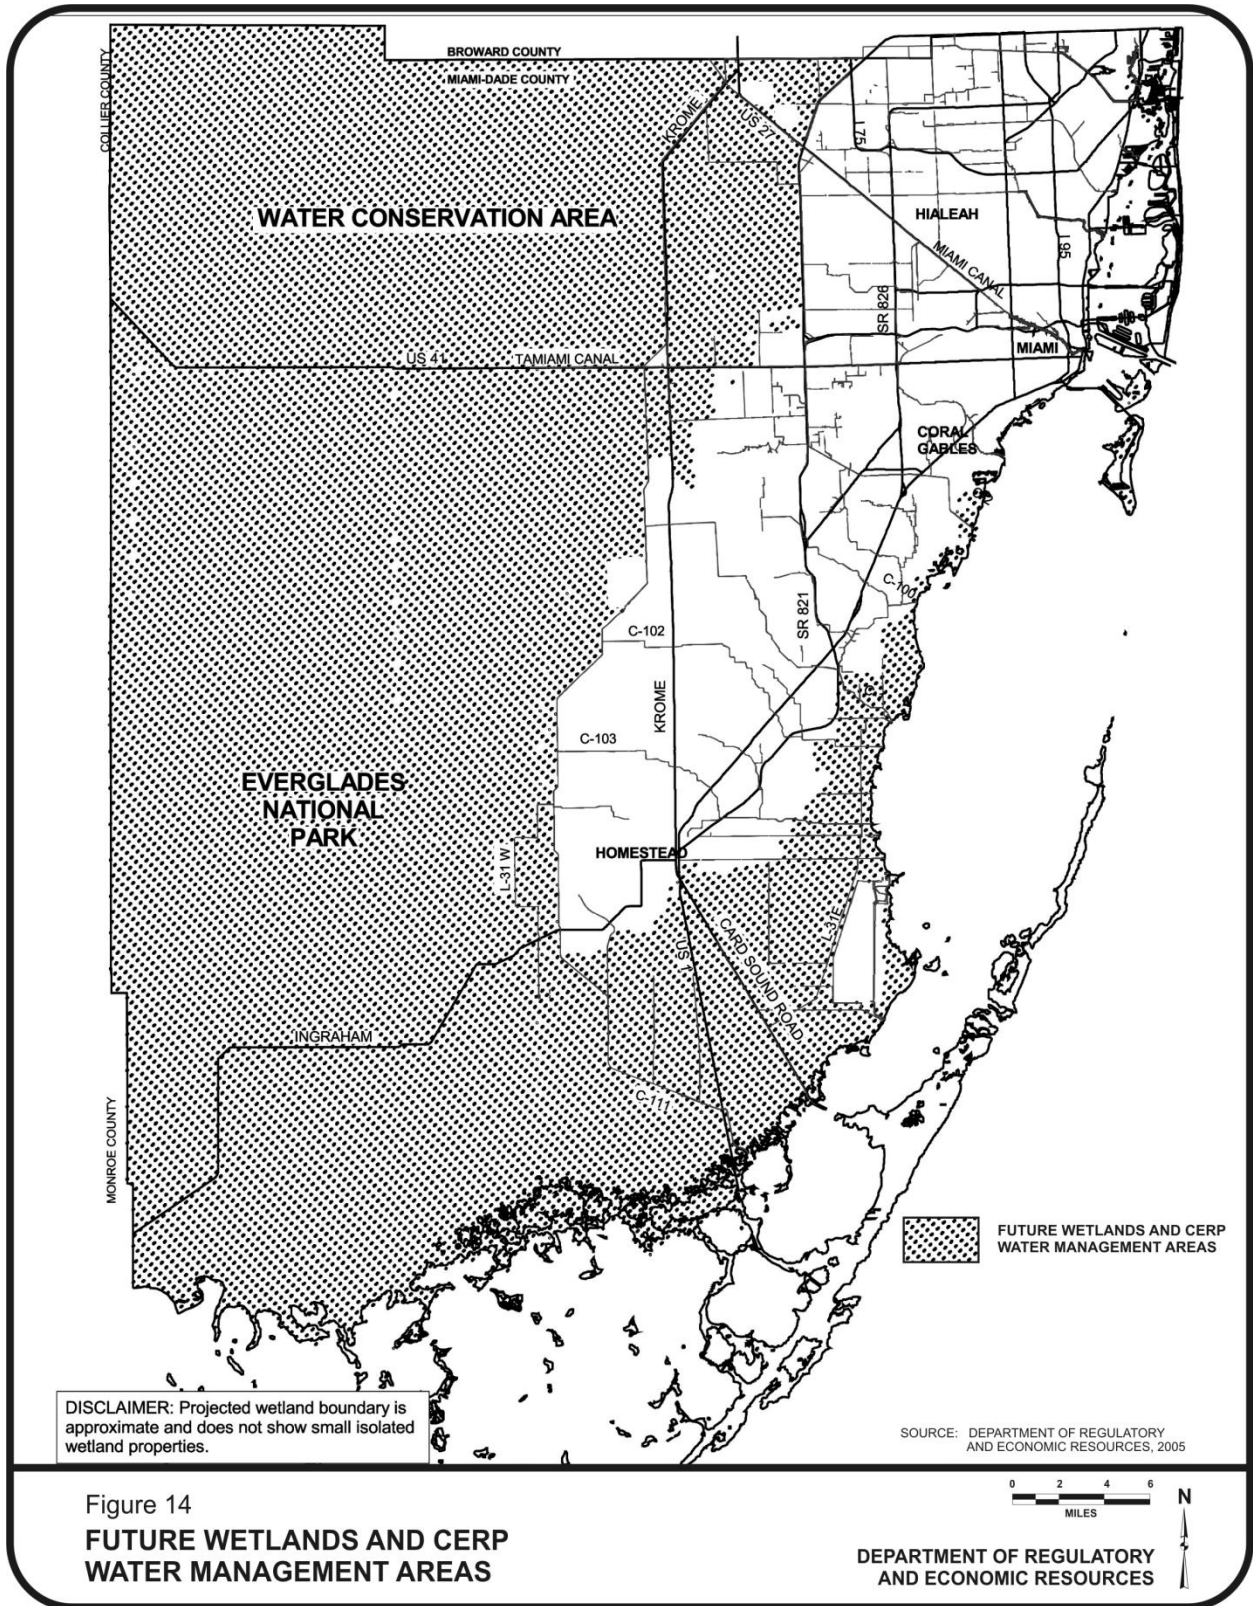 BROWARD COUNTY
MIAMI-DADE COUNTY
COLLIER COUNTY
KROME
US 27
I-75
WATER CONSERVATION AREA
HIALEAH
I-95
MIAMI CANAL
SR 826
MIAMI
US 41
TAMIAMI CANAL
CORAL
GABLES
C-2
C-100
SR 821
C-102
KROME
C-1
C-103
EVERGLADES
NATIONAL
PARK
HOMESTEAD
L-31 W
L-31E
CARD SOUND ROAD
US 1
INGRAHAM
C-111
MONROE COUNTY
FUTURE WETLANDS AND CERP
WATER MANAGEMENT AREAS
DISCLAIMER: Projected wetland boundary is
approximate and does not show small isolated
wetland properties.
SOURCE: DEPARTMENT OF REGULATORY
AND ECONOMIC RESOURCES, 2005
Figure 14
FUTURE WETLANDS AND CERP
WATER MANAGEMENT AREAS
0 2 4 6
MILES
N
DEPARTMENT OF REGULATORY
AND ECONOMIC RESOURCES